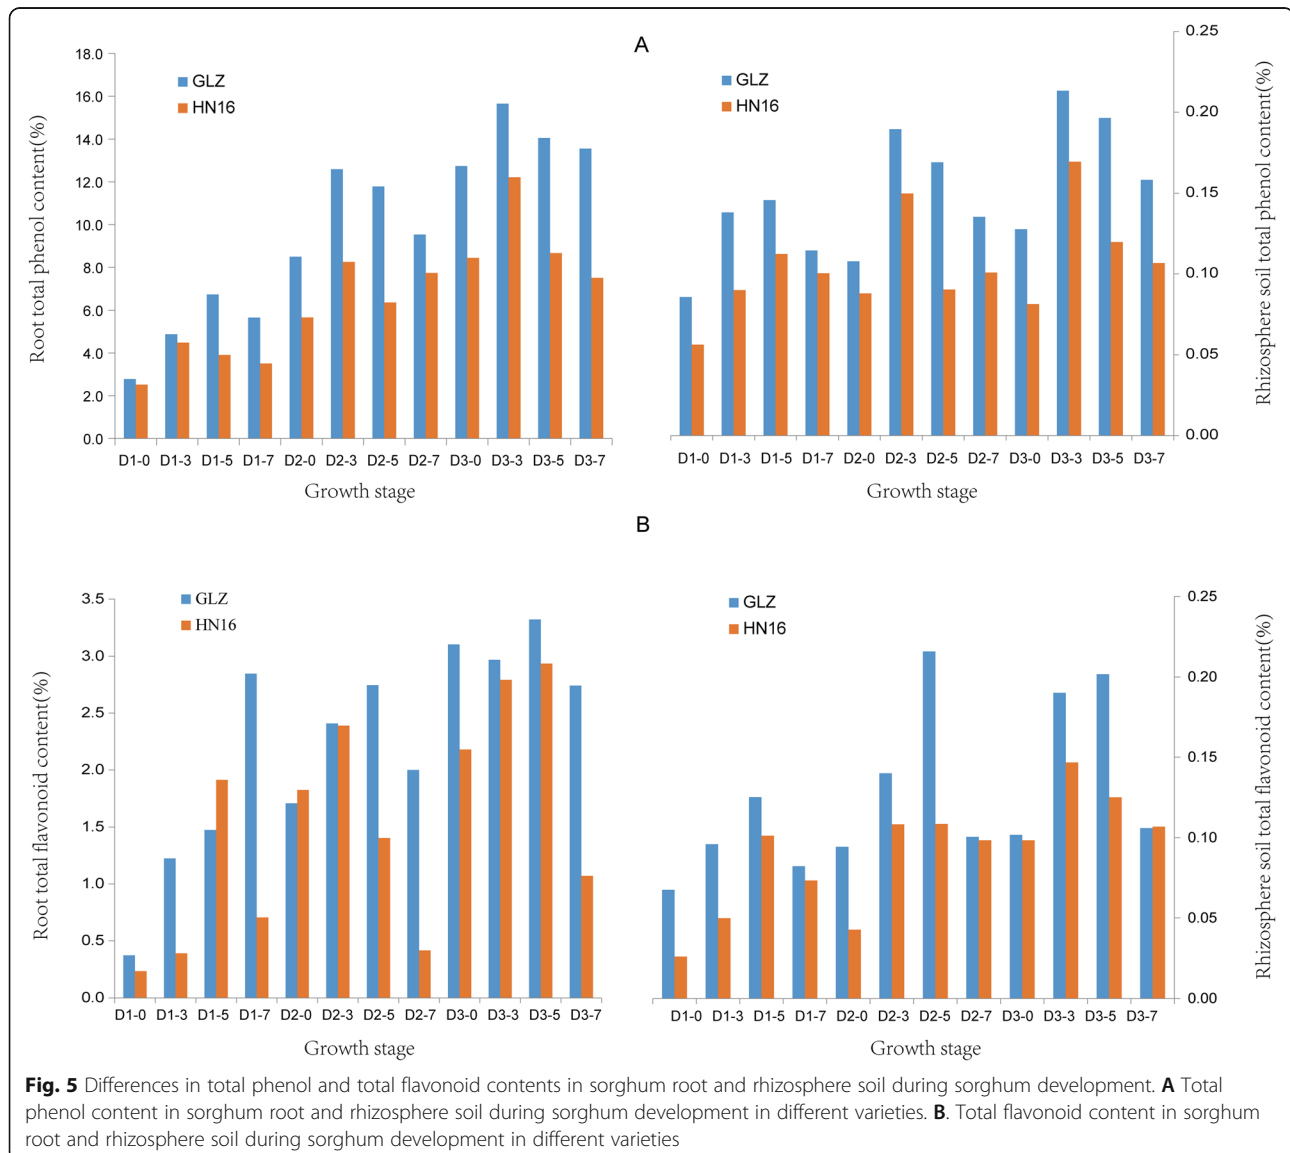 A
18.0
16.0
14.0
12.0
10.0
8.0
6.0
4.0
2.0
0.0
Root total phenol content(%)
GLZ
HN16
D1-0 D1-3 D1-5 D1-7 D2-0 D2-3 D2-5 D2-7 D3-0 D3-3 D3-5 D3-7
Growth stage
GLZ
HN16
0.25
0.20
0.15
0.10
0.05
0.00
Rhizosphere soil total phenol content(%)
D1-0 D1-3 D1-5 D1-7 D2-0 D2-3 D2-5 D2-7 D3-0 D3-3 D3-5 D3-7
Growth stage
B
3.5
3.0
2.5
2.0
1.5
1.0
0.5
0.0
Root total flavonoid content(%)
GLZ
HN16
D1-0 D1-3 D1-5 D1-7 D2-0 D2-3 D2-5 D2-7 D3-0 D3-3 D3-5 D3-7
Growth stage
GLZ
HN16
0.25
0.20
0.15
0.10
0.05
0.00
Rhizosphere soil total flavonoid content(%)
D1-0 D1-3 D1-5 D1-7 D2-0 D2-3 D2-5 D2-7 D3-0 D3-3 D3-5 D3-7
Growth stage
Fig. 5 Differences in total phenol and total flavonoid contents in sorghum root and rhizosphere soil during sorghum development. A Total
phenol content in sorghum root and rhizosphere soil during sorghum development in different varieties. B. Total flavonoid content in sorghum
root and rhizosphere soil during sorghum development in different varieties